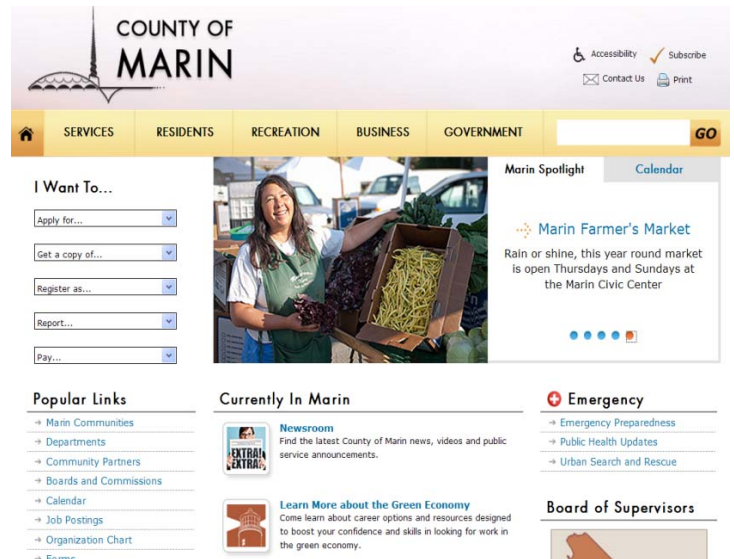 COUNTY OF
MARIN
Accessibility
Subscribe
Contact Us
Print
SERVICES RESIDENTS RECREATION BUSINESS GOVERNMENT
GO
I Want To...
Apply for...
Get a copy of...
Register as...
Report...
Pay...
Marin Spotlight
Calendar
Marin Farmer's Market
Rain or shine, this year round market
is open Thursdays and Sundays at
the Marin Civic Center
Popular Links
Marin Communities
Departments
Community Partners
Boards and Commissions
Calendar
Job Postings
Organization Chart
Forms
Currently In Marin
EXTRA!
EXTRA!
Newsroom
Find the latest County of Marin news, videos and public
service announcements.
Learn More about the Green Economy
Come learn about career options and resources designed
to boost your confidence and skills in looking for work in
the green economy.
Emergency
Emergency Preparedness
Public Health Updates
Urban Search and Rescue
Board of Supervisors